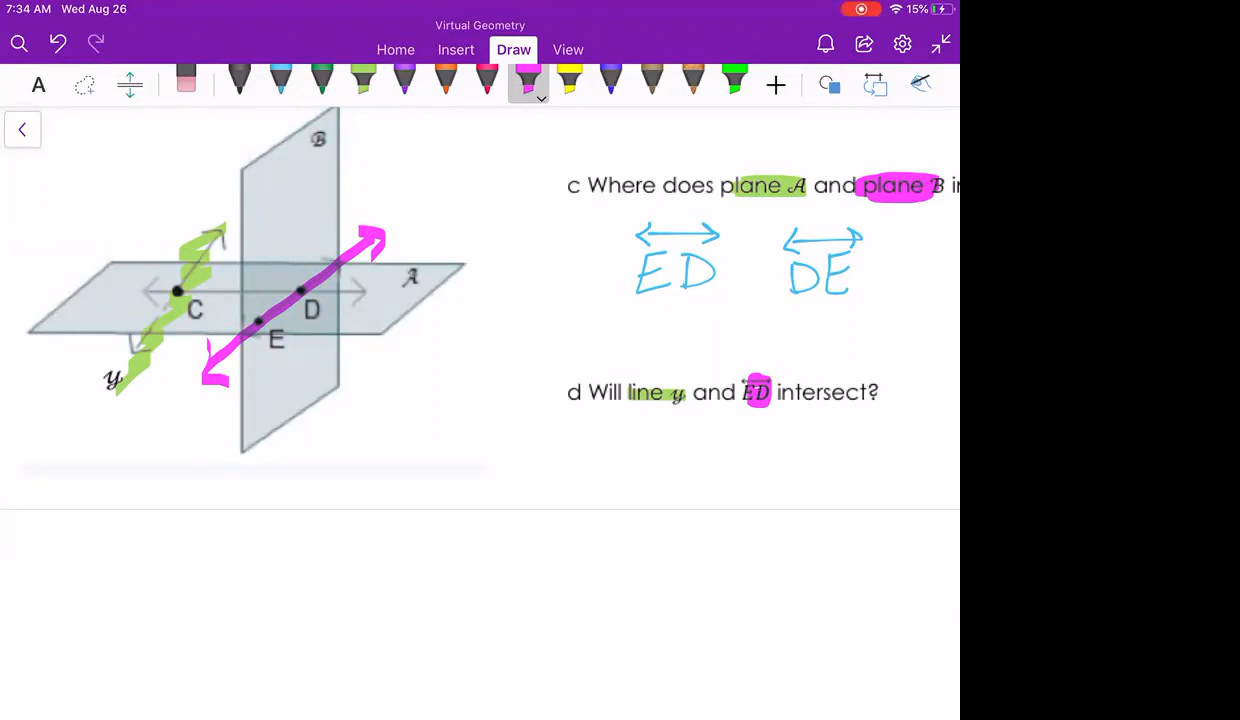 7:34 AM Wed Aug 26
15%
Virtual Geometry
Home Insert Draw View
A
B
c Where does plane A and plane B
ED DE
A
C
D
E
y
d Will line y and ED intersect?